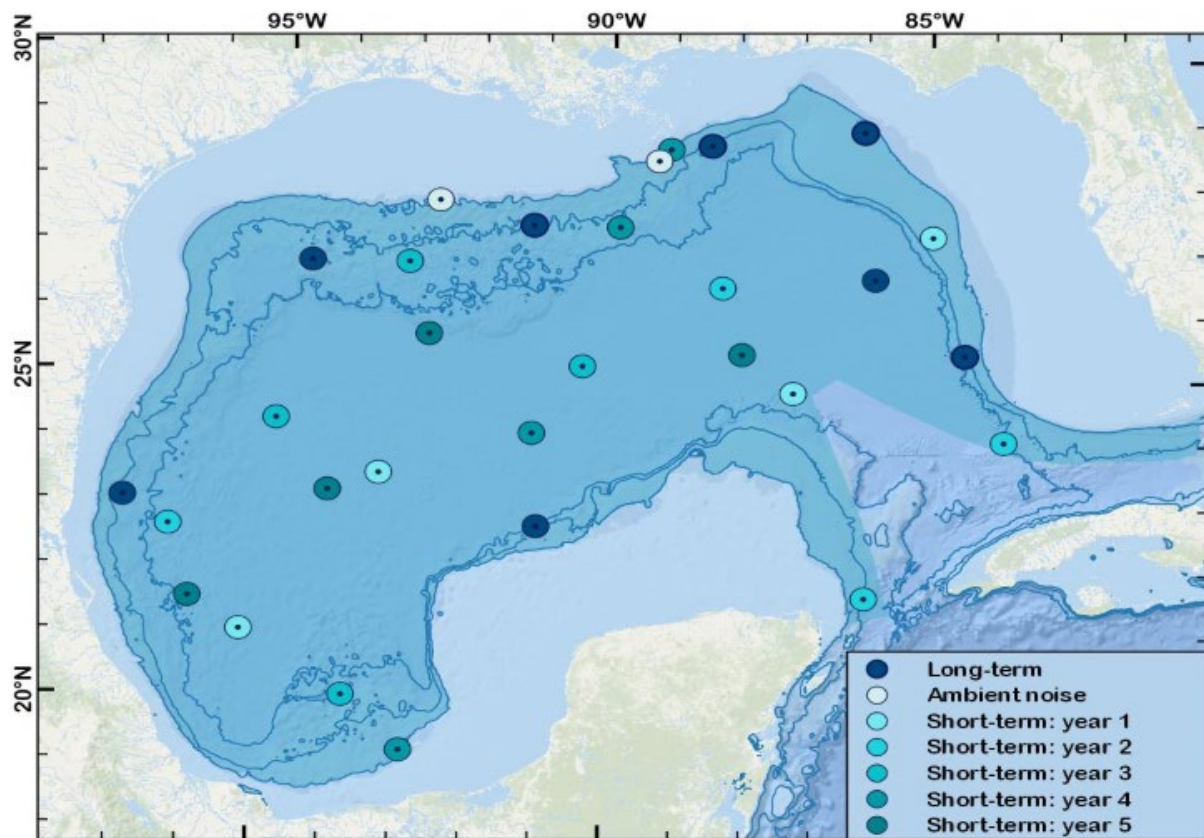 95°W 90°W 85°W
30°N
25°N
20°N
Long-term
Ambient noise
Short-term: year 1
Short-term: year 2
Short-term: year 3
Short-term: year 4
Short-term: year 5